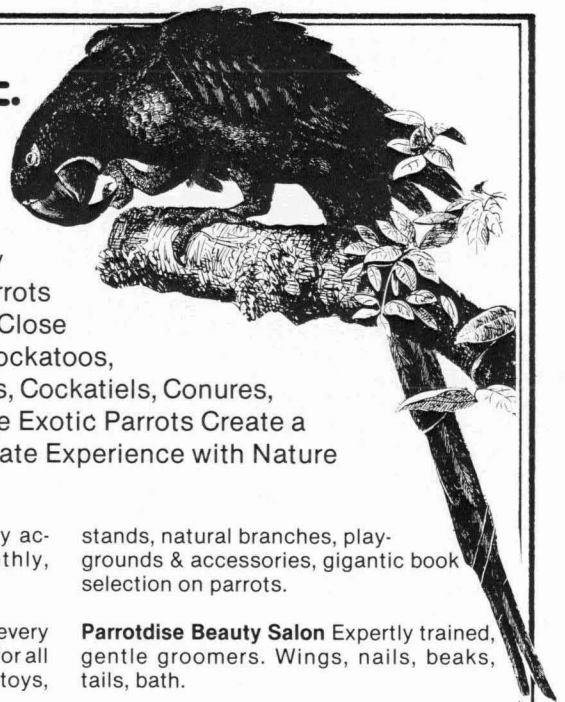 rrots
Close
ockatoos,
s, Cockatiels, Conures,
e Exotic Parrots Create a
ate Experience with Nature
y ac-
thly,
every
for all
toys,
stands, natural branches, play-
grounds & accessories, gigantic book
selection on parrots.
Parrotdise Beauty Salon Expertly trained,
gentle groomers. Wings, nails, beaks,
tails, bath.